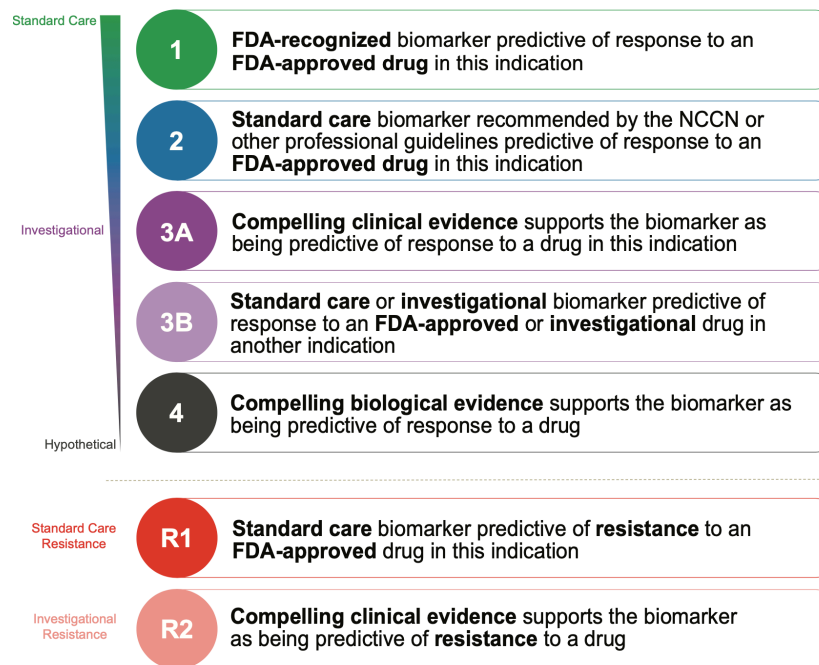 Standard Care
1
FDA-recognized biomarker predictive of response to an
FDA-approved drug in this indication
2
Standard care biomarker recommended by the NCCN or
other professional guidelines predictive of response to an
FDA-approved drug in this indication
Investigational
3A
Compelling clinical evidence supports the biomarker as
being predictive of response to a drug in this indication
3B
Standard care or investigational biomarker predictive of
response to an FDA-approved or investigational drug in
another indication
4
Compelling biological evidence supports the biomarker as
being predictive of response to a drug
Hypothetical
Standard Care
Resistance
R1
Standard care biomarker predictive of resistance to an
FDA-approved drug in this indication
Investigational
Resistance
R2
Compelling clinical evidence supports the biomarker
as being predictive of resistance to a drug